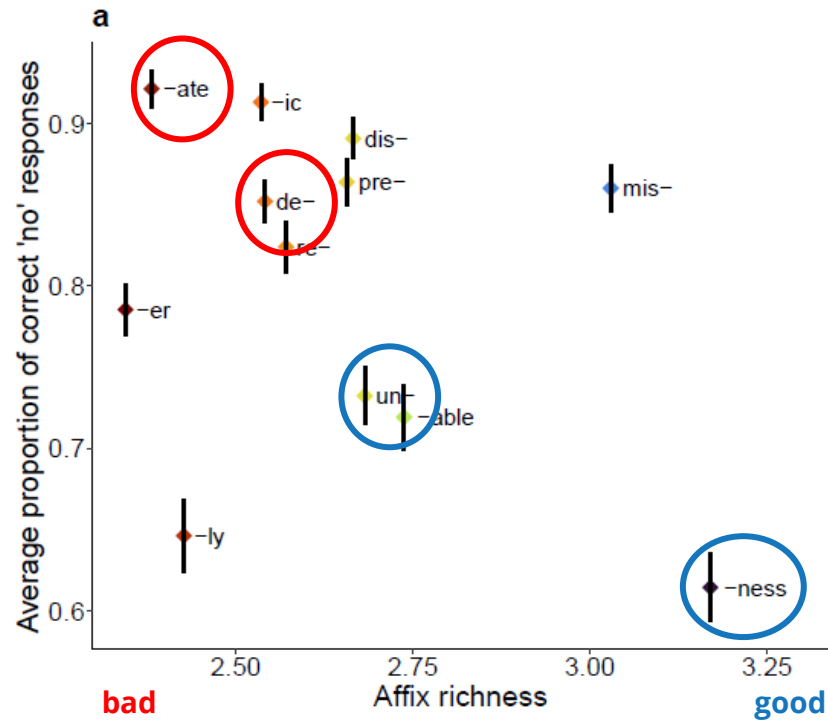 a
Average proportion of correct 'no' responses
0.9
0.8
0.7
0.6
−ate
−ic
dis−
pre−
mis−
de−
re−
−er
un−
−able
−ly
−ness
2.50
2.75
3.00
3.25
bad
Affix richness
good